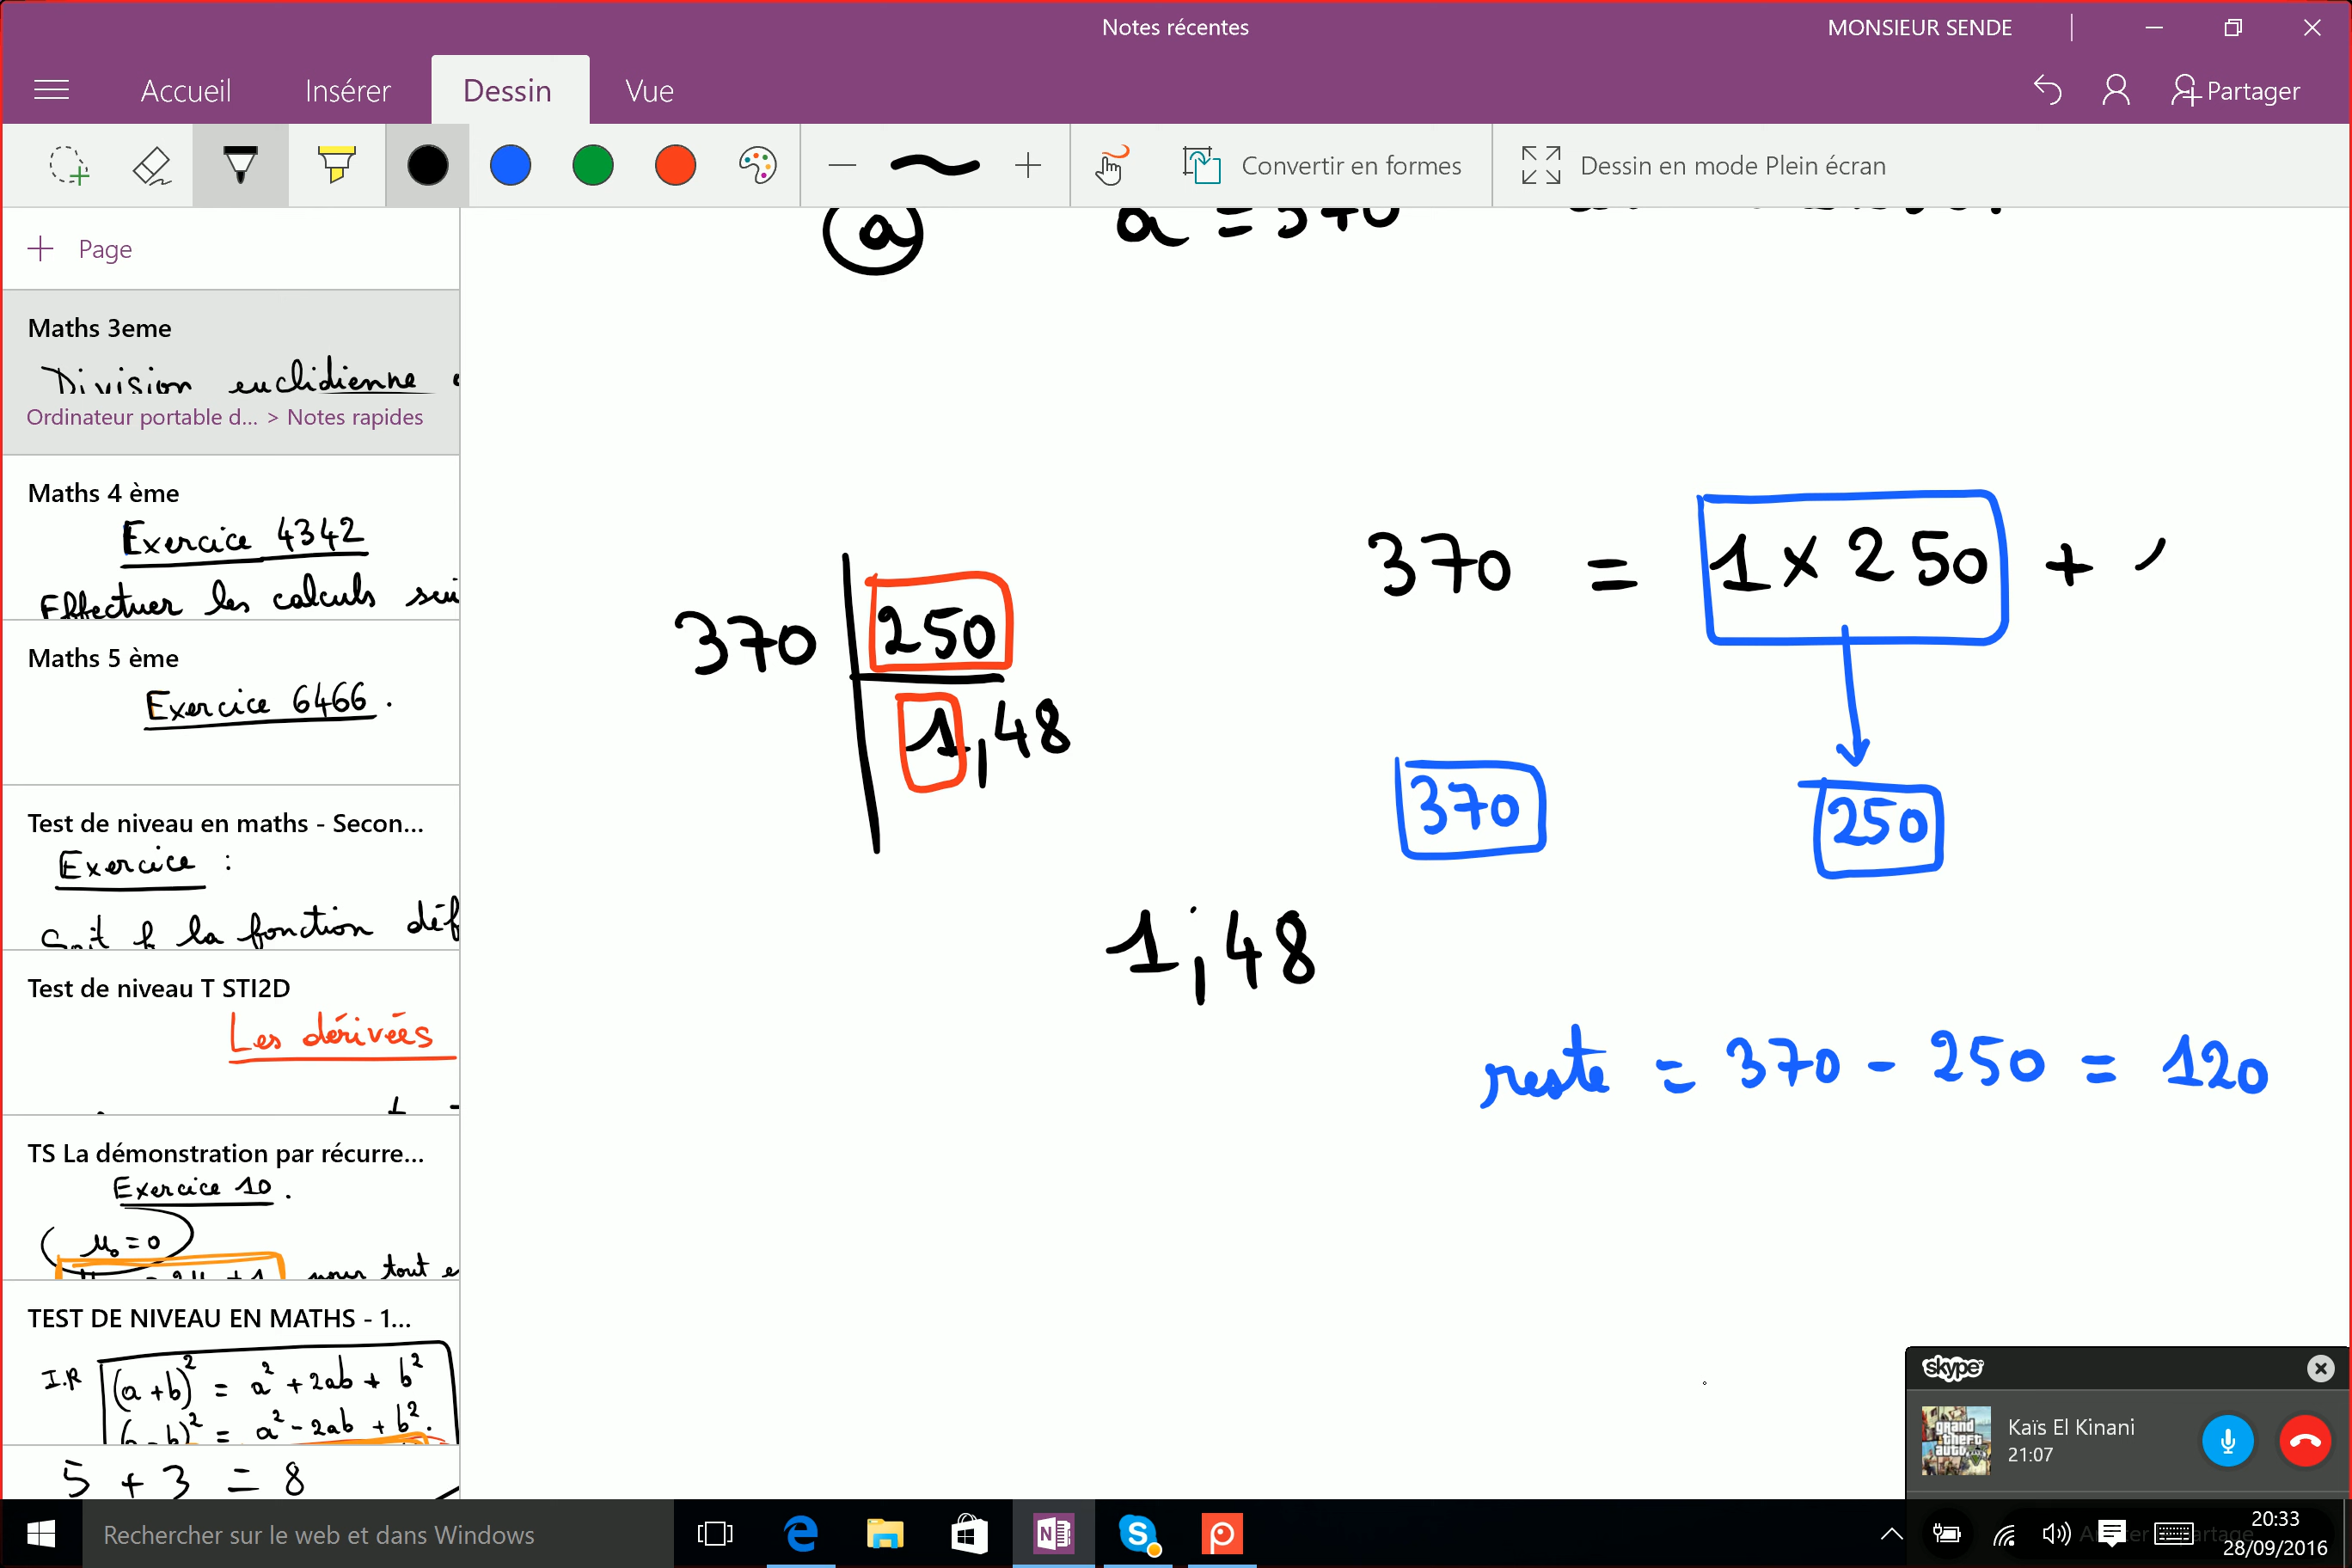 Notes récentes
MONSIEUR SENDE
Accueil Insérer Dessin Vue
Partager
Convertir en formes
Dessin en mode Plein écran
+ Page
Maths 3eme
Division euclidienne
Ordinateur portable d... > Notes rapides
Maths 4 ème
Exercice 4342
Effectuer les calculs sui
Maths 5 ème
Exercice 6466.
Test de niveau en maths - Secon...
Exercice :
Soit f la fonction déf
Test de niveau T STI2D
Les dérivées
TS La démonstration par récurre...
Exercice 10.
u₀ = 0
pour tout e
TEST DE NIVEAU EN MATHS - 1...
I.R (a+b)² = a² + 2ab + b²
(a-b)² = a² - 2ab + b².
5 + 3 = 8
a a = 370
370 250
1,48
370 = 1 x 250 +
370 250
1,48
reste = 370 - 250 = 120
skype
grand theft auto V
Kaïs El Kinani
21:07
Rechercher sur le web et dans Windows
20:33
28/09/2016